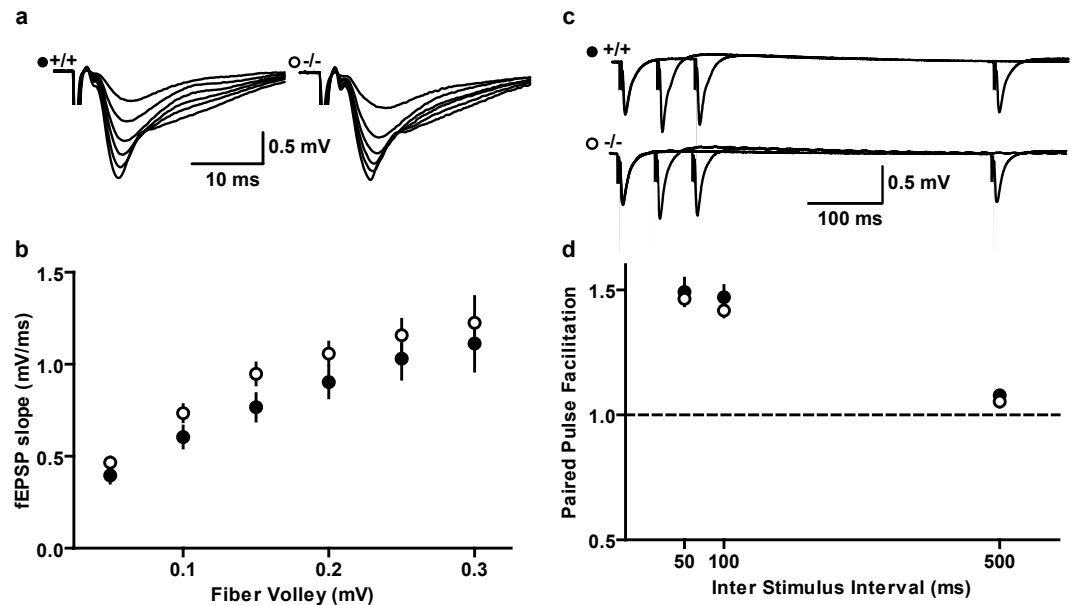 a
+/+
-/-
0.5 mV
10 ms
b
1.5
1.0
0.5
0.0
fEPSP slope (mV/ms)
0.1
0.2
0.3
Fiber Volley (mV)
c
+/+
-/-
0.5 mV
100 ms
d
1.5
1.0
0.5
Paired Pulse Facilitation
50
100
500
Inter Stimulus Interval (ms)